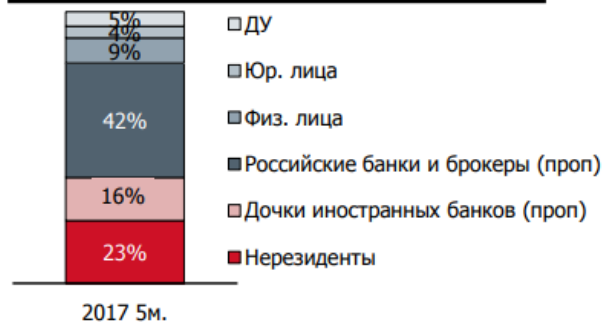 5%
ДУ
4%
Юр. лица
9%
Физ. лица
42%
Российские банки и брокеры (проп)
16%
Дочки иностранных банков (проп)
23%
Нерезиденты
2017 5м.